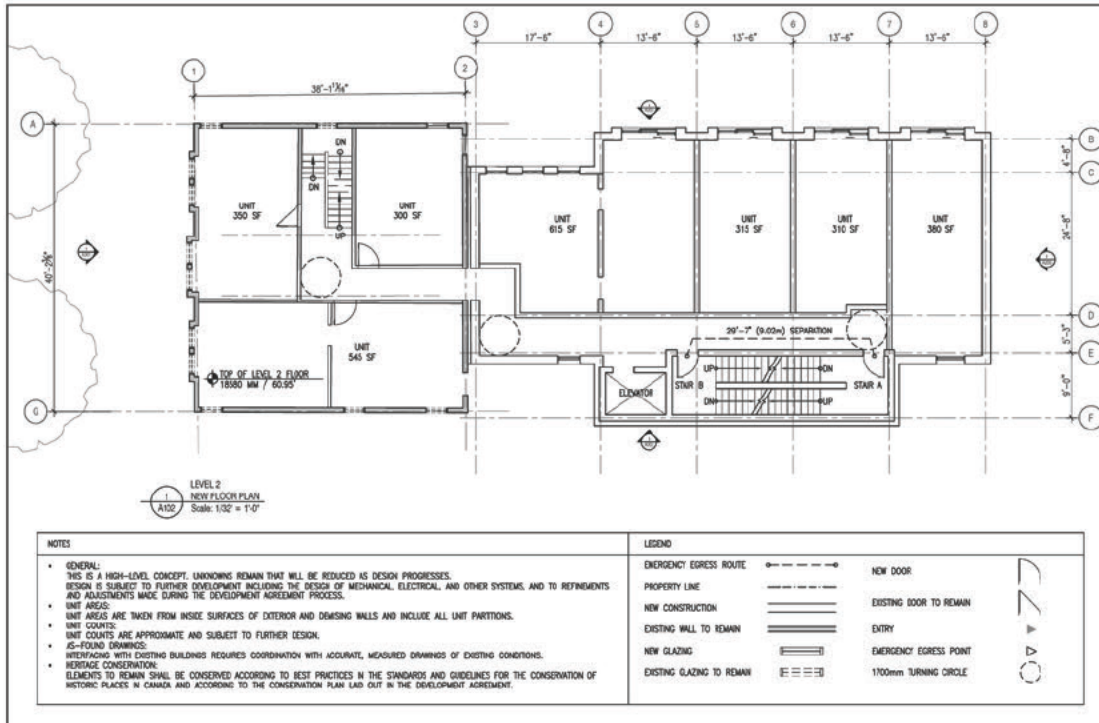 3
4
5
6
7
8
17'-6"
13'-6"
13'-6"
13'-6"
13'-6"
1
2
38'-1¹¾"
A
B
4'-8"
C
DN
DN
UP
UNIT
350 SF
UNIT
300 SF
UNIT
615 SF
UNIT
315 SF
UNIT
310 SF
UNIT
380 SF
24'-8"
D
29'-7" (9.02m) SEPARATION
5'-3"
E
UNIT
545 SF
TOP OF LEVEL 2 FLOOR
18580 MM / 60.95'
G
ELEVATOR
STAIR B
UP
DN
DN
UP
STAIR A
9'-0"
F
1
A102
LEVEL 2
NEW FLOOR PLAN
Scale: 1/32" = 1'-0"
NOTES
• GENERAL:
THIS IS A HIGH-LEVEL CONCEPT. UNKNOWNS REMAIN THAT WILL BE REDUCED AS DESIGN PROGRESSES.
DESIGN IS SUBJECT TO FURTHER DEVELOPMENT INCLUDING THE DESIGN OF MECHANICAL, ELECTRICAL, AND OTHER SYSTEMS, AND TO REFINEMENTS
AND ADJUSTMENTS MADE DURING THE DEVELOPMENT AGREEMENT PROCESS.
• UNIT AREAS:
UNIT AREAS ARE TAKEN FROM INSIDE SURFACES OF EXTERIOR AND DEMISING WALLS AND INCLUDE ALL UNIT PARTITIONS.
• UNIT COUNTS:
UNIT COUNTS ARE APPROXIMATE AND SUBJECT TO FURTHER DESIGN.
• AS-FOUND DRAWINGS:
INTERFACING WITH EXISTING BUILDINGS REQUIRES COORDINATION WITH ACCURATE, MEASURED DRAWINGS OF EXISTING CONDITIONS.
• HERITAGE CONSERVATION:
ELEMENTS TO REMAIN SHALL BE CONSERVED ACCORDING TO BEST PRACTICES IN THE STANDARDS AND GUIDELINES FOR THE CONSERVATION OF
HISTORIC PLACES IN CANADA AND ACCORDING TO THE CONSERVATION PLAN LAID OUT IN THE DEVELOPMENT AGREEMENT.
LEGEND
EMERGENCY EGRESS ROUTE
PROPERTY LINE
NEW CONSTRUCTION
EXISTING WALL TO REMAIN
NEW GLAZING
EXISTING GLAZING TO REMAIN
NEW DOOR
EXISTING DOOR TO REMAIN
ENTRY
EMERGENCY EGRESS POINT
1700mm TURNING CIRCLE